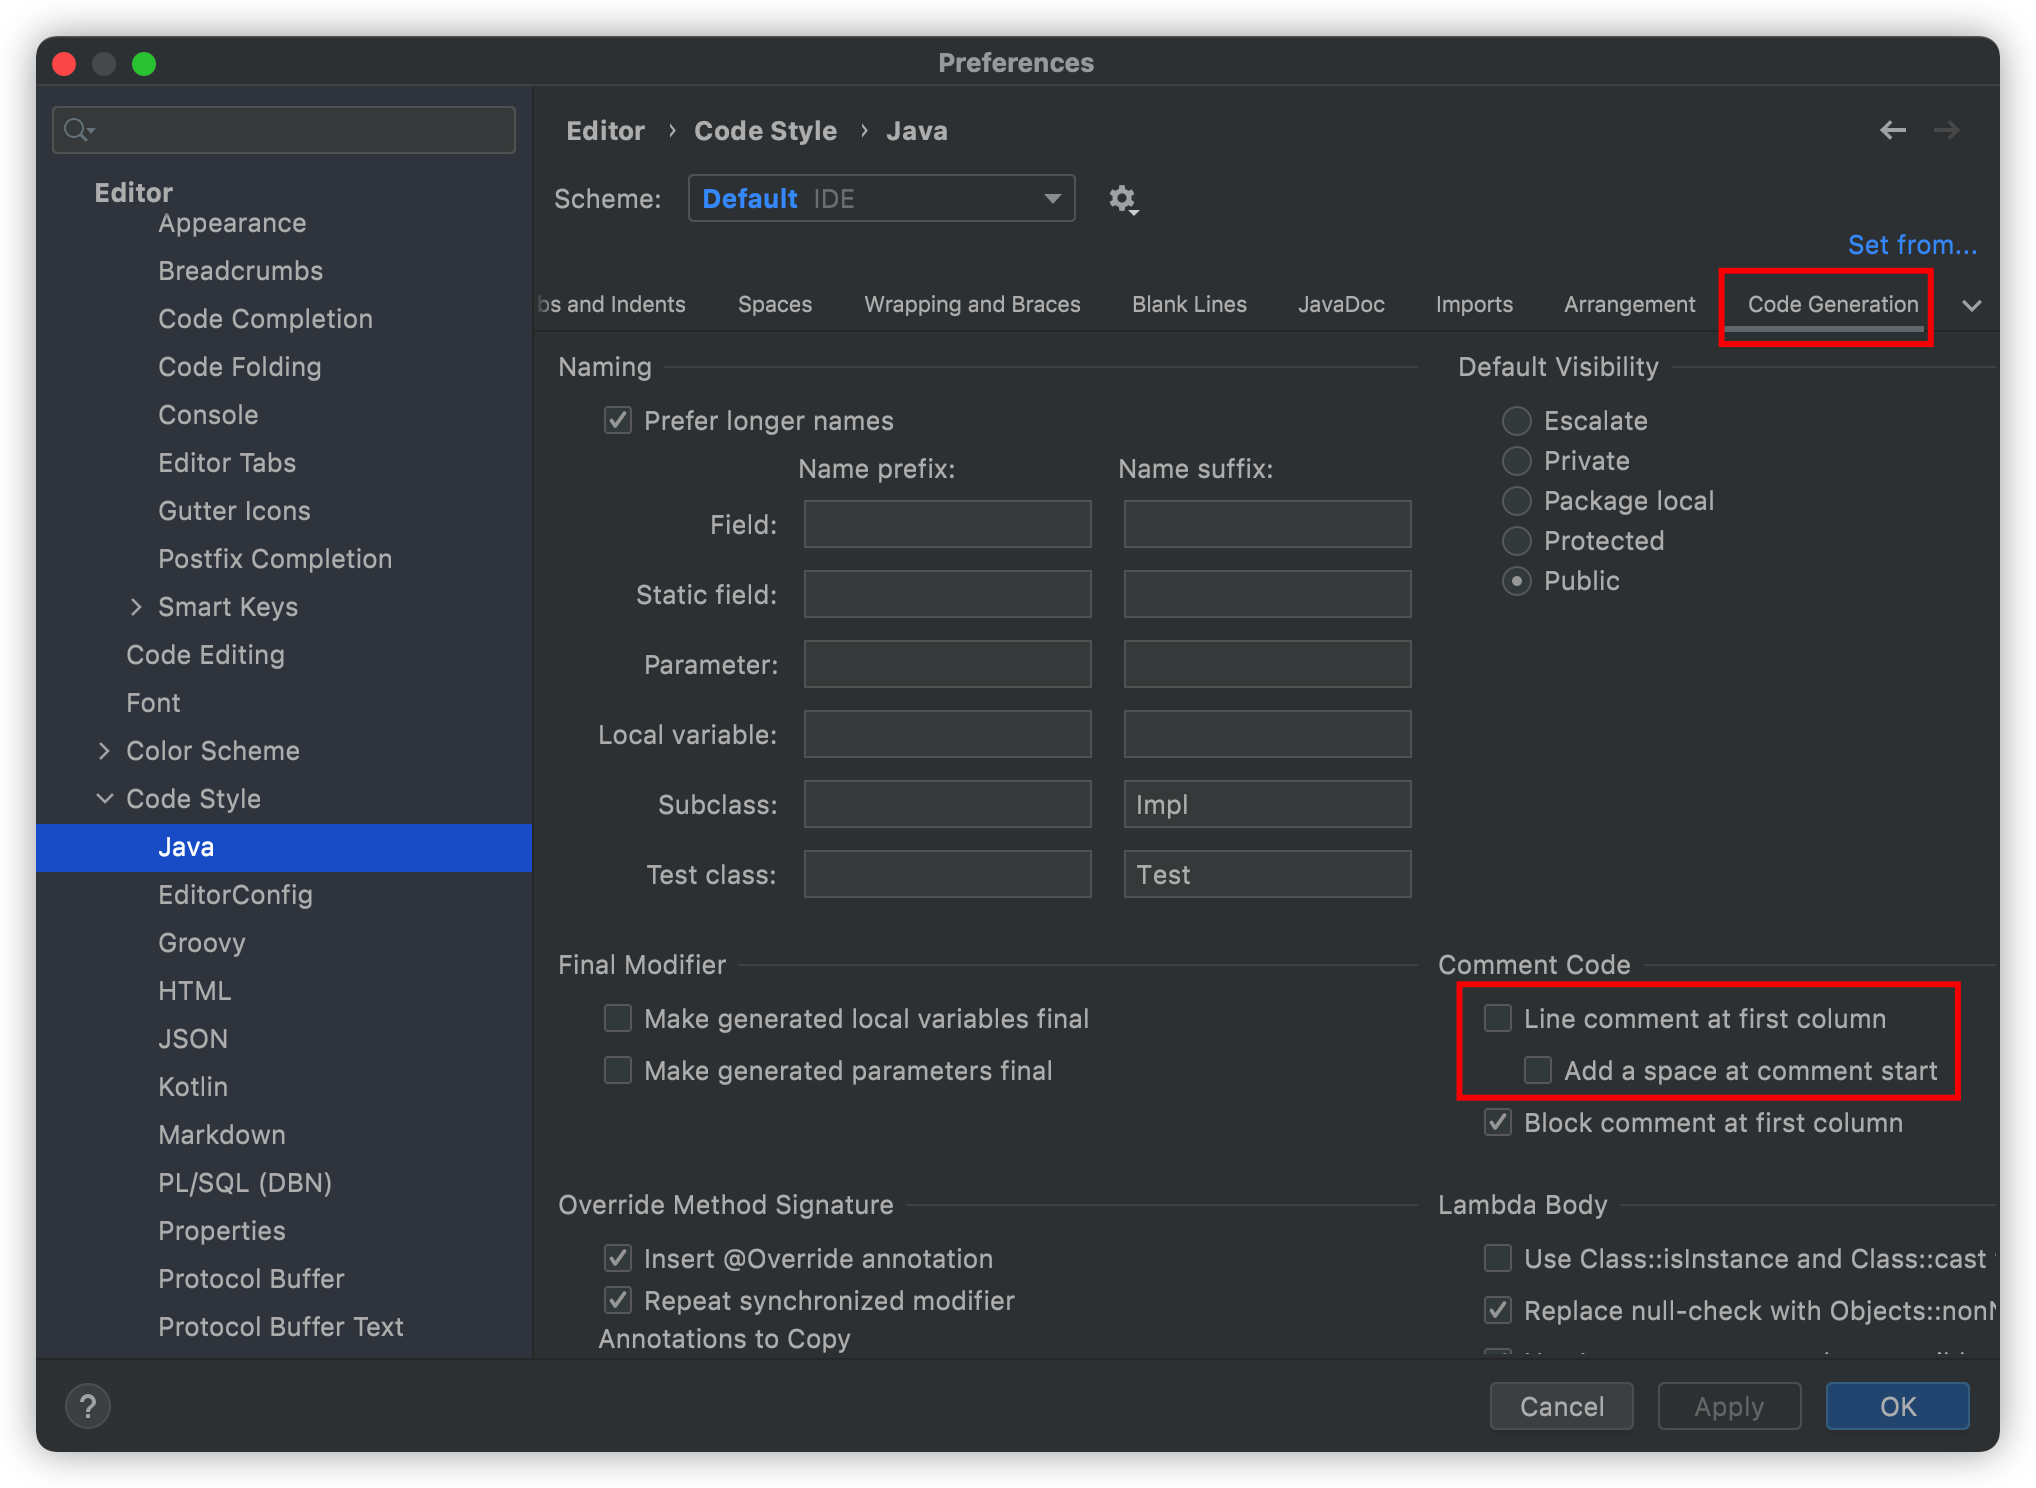 Preferences
Editor
Appearance
Breadcrumbs
Code Completion
Code Folding
Console
Editor Tabs
Gutter Icons
Postfix Completion
Smart Keys
Code Editing
Font
Color Scheme
Code Style
Java
EditorConfig
Groovy
HTML
JSON
Kotlin
Markdown
PL/SQL (DBN)
Properties
Protocol Buffer
Protocol Buffer Text
Editor › Code Style › Java
Scheme: Default IDE
Set from...
bs and Indents Spaces Wrapping and Braces Blank Lines JavaDoc Imports Arrangement Code Generation
Naming
Prefer longer names
Name prefix: Name suffix:
Field:
Static field:
Parameter:
Local variable:
Subclass: Impl
Test class: Test
Default Visibility
Escalate
Private
Package local
Protected
Public
Final Modifier
Make generated local variables final
Make generated parameters final
Comment Code
Line comment at first column
Add a space at comment start
Block comment at first column
Override Method Signature
Insert @Override annotation
Repeat synchronized modifier
Annotations to Copy
Lambda Body
Use Class::isInstance and Class::cast
Replace null-check with Objects::non
? Cancel Apply OK